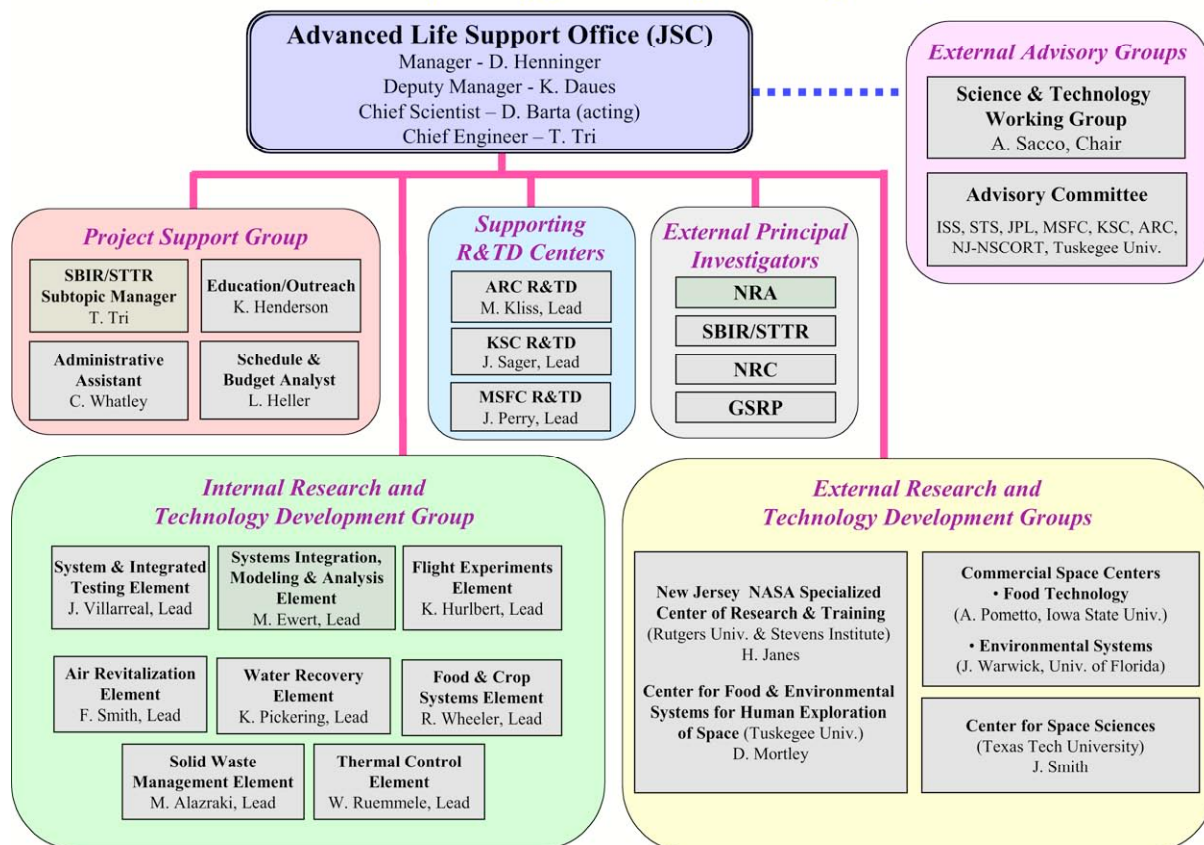 Advanced Life Support Office (JSC)
Manager - D. Henninger
Deputy Manager - K. Daues
Chief Scientist – D. Barta (acting)
Chief Engineer – T. Tri
External Advisory Groups
Science & Technology
Working Group
A. Sacco, Chair
Advisory Committee
ISS, STS, JPL, MSFC, KSC, ARC,
NJ-NSCORT, Tuskegee Univ.
Project Support Group
SBIR/STTR
Subtopic Manager
T. Tri
Education/Outreach
K. Henderson
Administrative
Assistant
C. Whatley
Schedule &
Budget Analyst
L. Heller
Supporting
R&TD Centers
ARC R&TD
M. Kliss, Lead
KSC R&TD
J. Sager, Lead
MSFC R&TD
J. Perry, Lead
External Principal
Investigators
NRA
SBIR/STTR
NRC
GSRP
Internal Research and
Technology Development Group
System & Integrated
Testing Element
J. Villarreal, Lead
Systems Integration,
Modeling & Analysis
Element
M. Ewert, Lead
Flight Experiments
Element
K. Hurlbert, Lead
Air Revitalization
Element
F. Smith, Lead
Water Recovery
Element
K. Pickering, Lead
Food & Crop
Systems Element
R. Wheeler, Lead
Solid Waste
Management Element
M. Alazraki, Lead
Thermal Control
Element
W. Ruemmele, Lead
External Research and
Technology Development Groups
New Jersey NASA Specialized
Center of Research & Training
(Rutgers Univ. & Stevens Institute)
H. Janes
Center for Food & Environmental
Systems for Human Exploration
of Space (Tuskegee Univ.)
D. Mortley
Commercial Space Centers
• Food Technology
(A. Pometto, Iowa State Univ.)
• Environmental Systems
(J. Warwick, Univ. of Florida)
Center for Space Sciences
(Texas Tech University)
J. Smith